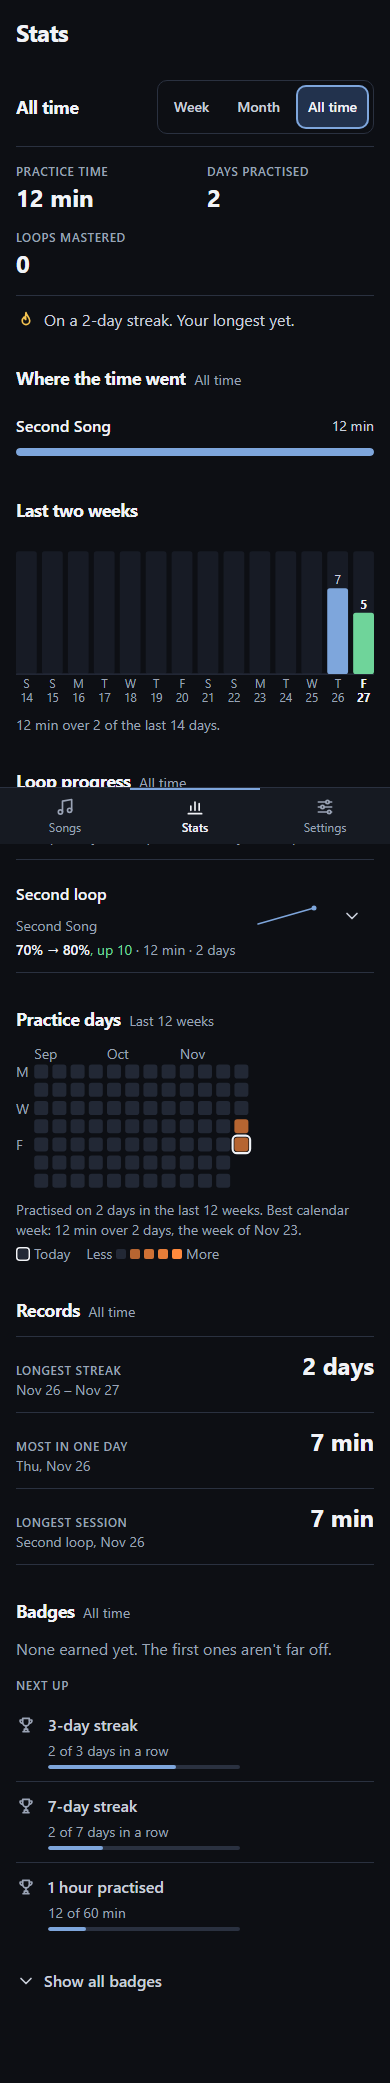 Stats
All time
Week Month All time
PRACTICE TIME
12 min
DAYS PRACTISED
2
LOOPS MASTERED
0
On a 2-day streak. Your longest yet.
Where the time went All time
Second Song 12 min
Last two weeks
7
5
S M T W T F S
S S M T W T F S S M T W T F
14 15 16 17 18 19 20 21 22 23 24 25 26 27
12 min over 2 of the last 14 days.
Loop progress All time
Songs Stats Settings
Second loop
Second Song
70% → 80%, up 10 · 12 min · 2 days
Practice days Last 12 weeks
Sep Oct Nov
M
W
F
Practised on 2 days in the last 12 weeks. Best calendar
week: 12 min over 2 days, the week of Nov 23.
Today Less More
Records All time
LONGEST STREAK 2 days
Nov 26 – Nov 27
MOST IN ONE DAY 7 min
Thu, Nov 26
LONGEST SESSION 7 min
Second loop, Nov 26
Badges All time
None earned yet. The first ones aren't far off.
NEXT UP
3-day streak
2 of 3 days in a row
7-day streak
2 of 7 days in a row
1 hour practised
12 of 60 min
Show all badges